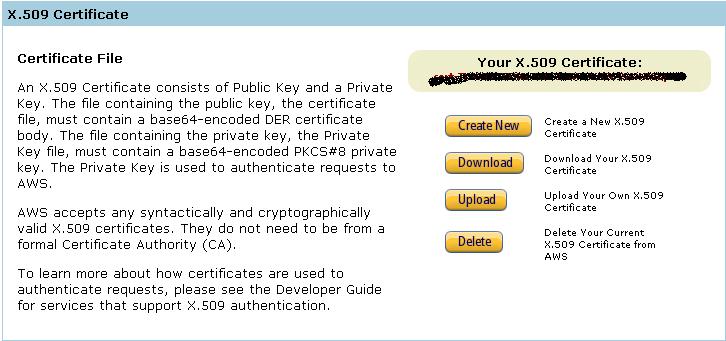 X.509 Certificate
Certificate File
An X.509 Certificate consists of Public Key and a Private
Key. The file containing the public key, the certificate
file, must contain a base64-encoded DER certificate
body. The file containing the private key, the Private
Key file, must contain a base64-encoded PKCS#8 private
key. The Private Key is used to authenticate requests to
AWS.
AWS accepts any syntactically and cryptographically
valid X.509 certificates. They do not need to be from a
formal Certificate Authority (CA).
To learn more about how certificates are used to
authenticate requests, please see the Developer Guide
for services that support X.509 authentication.
Your X.509 Certificate:
Create New
Create a New X.509
Certificate
Download
Download Your X.509
Certificate
Upload
Upload Your Own X.509
Certificate
Delete
Delete Your Current
X.509 Certificate from
AWS